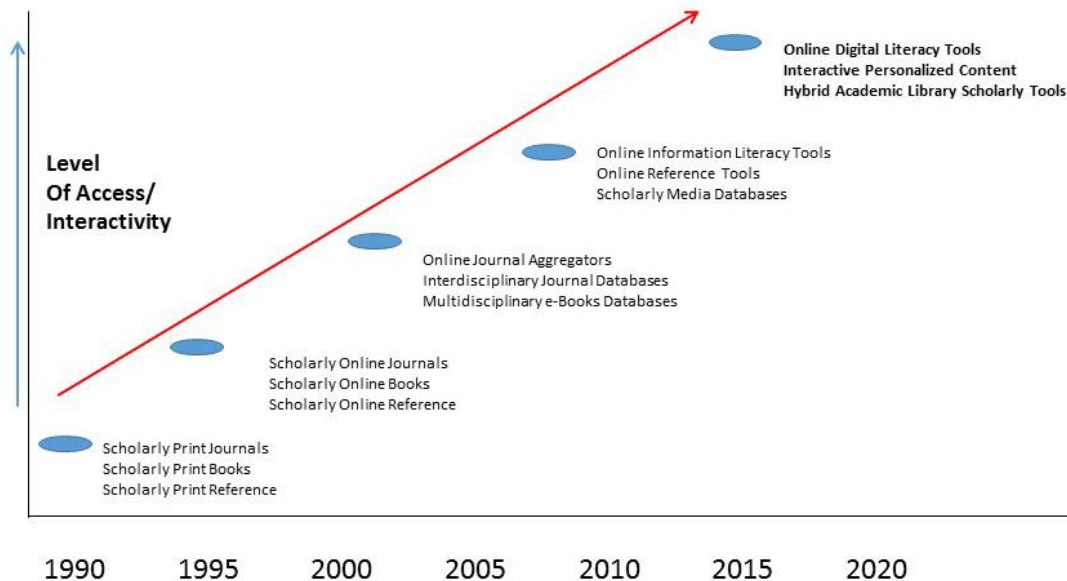 Online Digital Literacy Tools
Interactive Personalized Content
Hybrid Academic Library Scholarly Tools
Level
Of Access/
Interactivity
Online Information Literacy Tools
Online Reference Tools
Scholarly Media Databases
Online Journal Aggregators
Interdisciplinary Journal Databases
Multidisciplinary e-Books Databases
Scholarly Online Journals
Scholarly Online Books
Scholarly Online Reference
Scholarly Print Journals
Scholarly Print Books
Scholarly Print Reference
1990 1995 2000 2005 2010 2015 2020